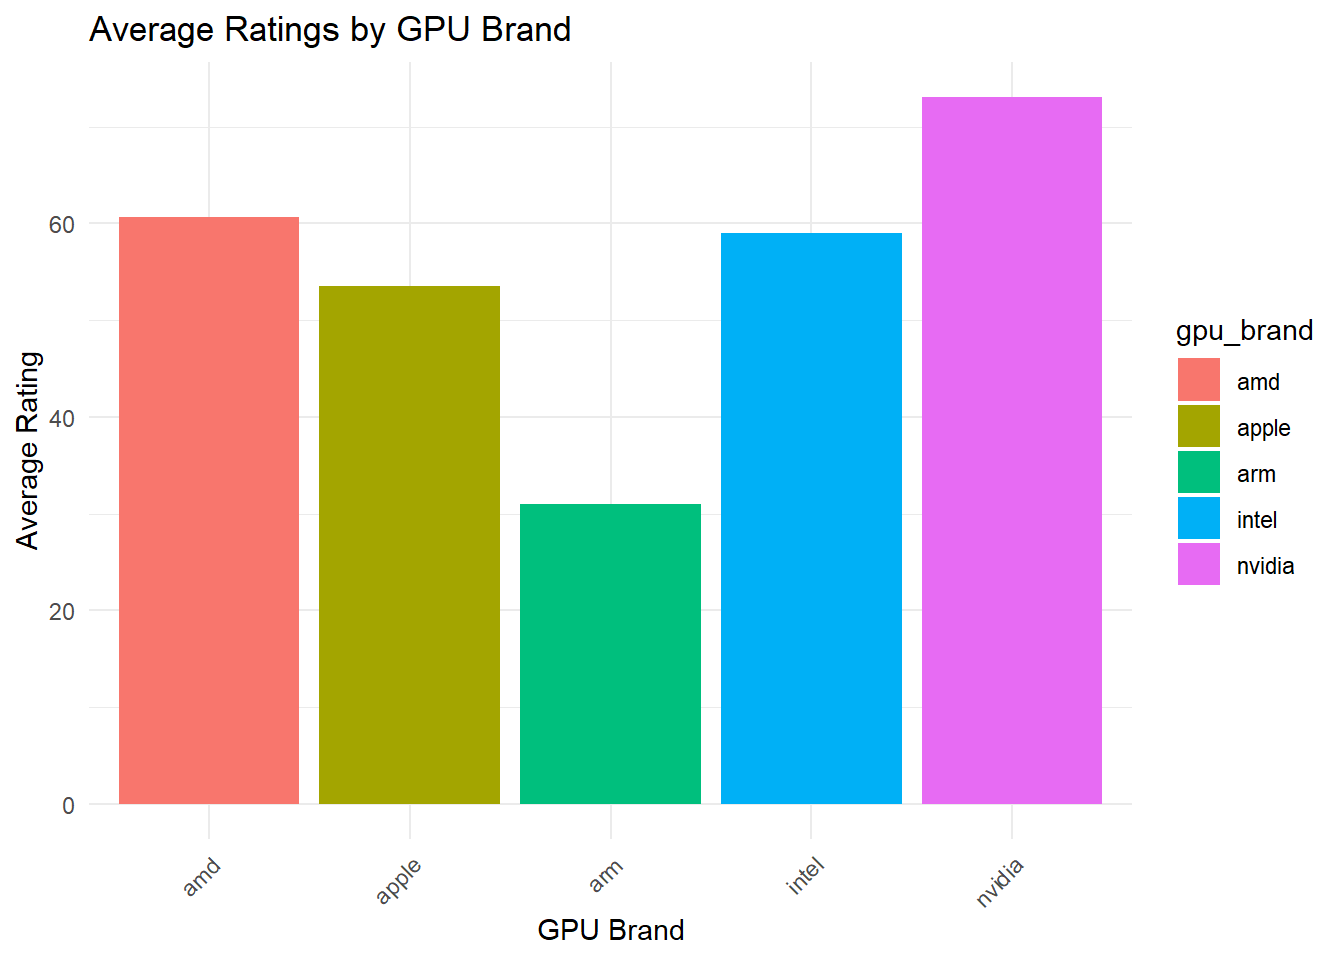 Average Ratings by GPU Brand
Average Rating
60
40
20
0
amd
apple
arm
intel
nvidia
GPU Brand
gpu_brand
amd
apple
arm
intel
nvidia